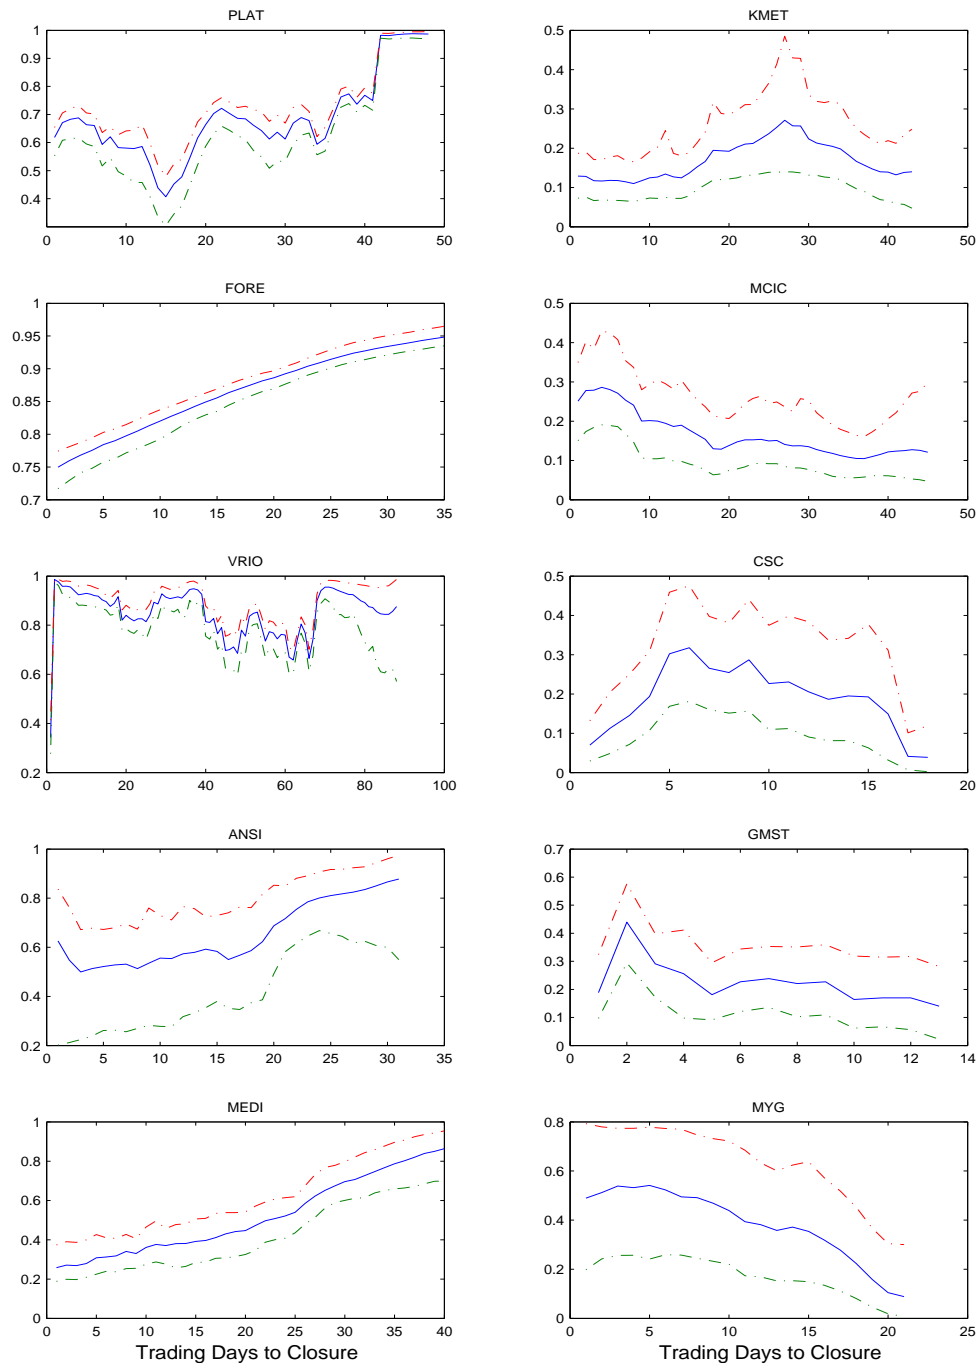 PLAT
1
0.9
0.8
0.7
0.6
0.5
0.4
0 10 20 30 40 50
KMET
0.5
0.4
0.3
0.2
0.1
0
0 10 20 30 40 50
FORE
1
0.95
0.9
0.85
0.8
0.75
0.7
0 5 10 15 20 25 30 35
MCIC
0.5
0.4
0.3
0.2
0.1
0
0 10 20 30 40 50
VRIO
1
0.8
0.6
0.4
0.2
0 20 40 60 80 100
CSC
0.5
0.4
0.3
0.2
0.1
0
0 5 10 15 20
ANSI
1
0.8
0.6
0.4
0.2
0 5 10 15 20 25 30 35
GMST
0.7
0.6
0.5
0.4
0.3
0.2
0.1
0
0 2 4 6 8 10 12 14
MEDI
1
0.8
0.6
0.4
0.2
0
0 5 10 15 20 25 30 35 40
Trading Days to Closure
MYG
0.8
0.6
0.4
0.2
0
0 5 10 15 20 25
Trading Days to Closure